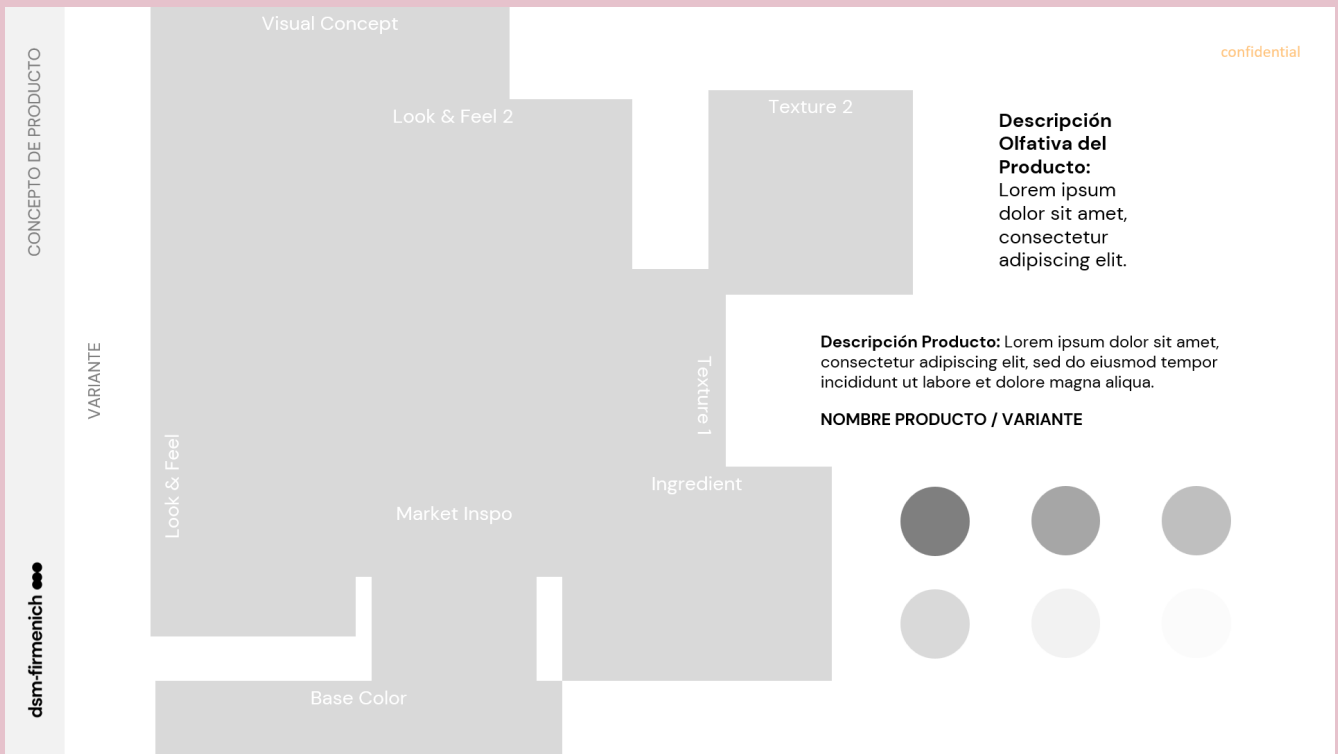 CONCEPTO DE PRODUCTO
dsm-firmenich
VARIANTE
Visual Concept
Look & Feel 2
Texture 2
Texture 1
Look & Feel
Market Inspo
Ingredient
Base Color
confidential
Descripción
Olfativa del
Producto:
Lorem ipsum
dolor sit amet,
consectetur
adipiscing elit.
Descripción Producto: Lorem ipsum dolor sit amet,
consectetur adipiscing elit, sed do eiusmod tempor
incididunt ut labore et dolore magna aliqua.
NOMBRE PRODUCTO / VARIANTE